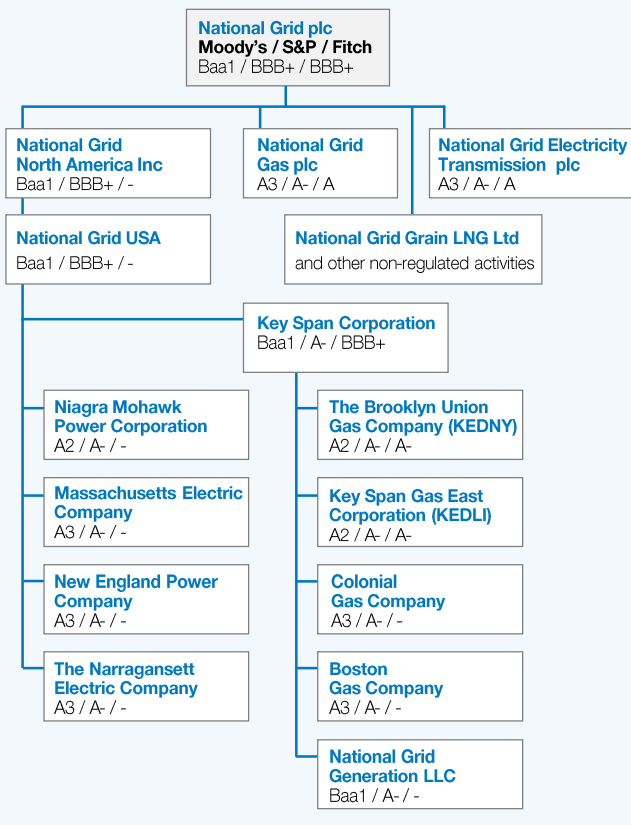 National Grid plc
Moody's / S&P / Fitch
Baa1 / BBB+ / BBB+
National Grid
North America Inc
Baa1 / BBB+ / -
National Grid
Gas plc
A3 / A- / A
National Grid Electricity
Transmission plc
A3 / A- / A
National Grid USA
Baa1 / BBB+ / -
National Grid Grain LNG Ltd
and other non-regulated activities
Key Span Corporation
Baa1 / A- / BBB+
Niagra Mohawk
Power Corporation
A2 / A- / -
The Brooklyn Union
Gas Company (KEDNY)
A2 / A- / A-
Massachusetts Electric
Company
A3 / A- / -
Key Span Gas East
Corporation (KEDLI)
A2 / A- / A-
New England Power
Company
A3 / A- / -
Colonial
Gas Company
A3 / A- / -
The Narragansett
Electric Company
A3 / A- / -
Boston
Gas Company
A3 / A- / -
National Grid
Generation LLC
Baa1 / A- / -